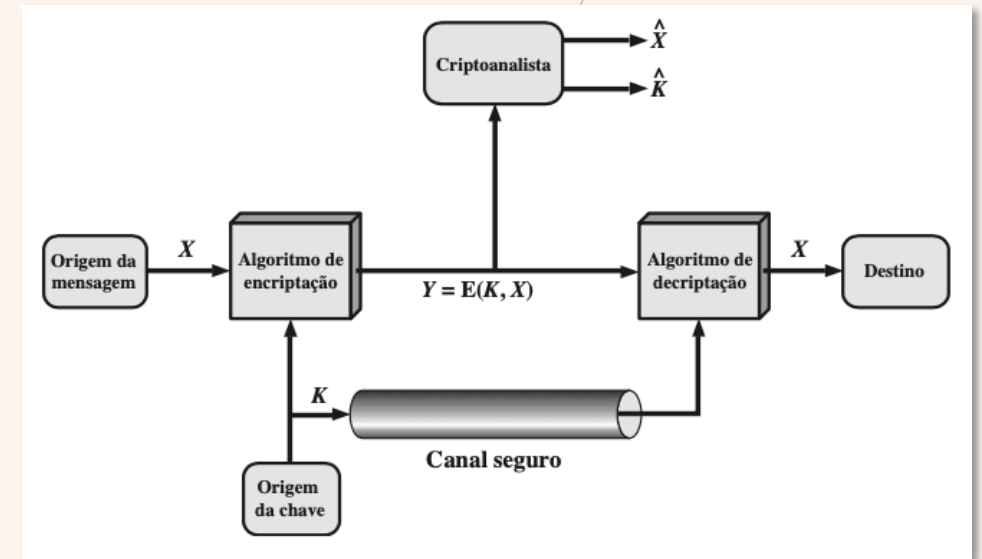 Criptoanalista
X̂
K̂
Origem da
mensagem
X
Algoritmo de
encriptação
Y = E(K, X)
Algoritmo de
decriptação
X
Destino
K
Canal seguro
Origem
da chave